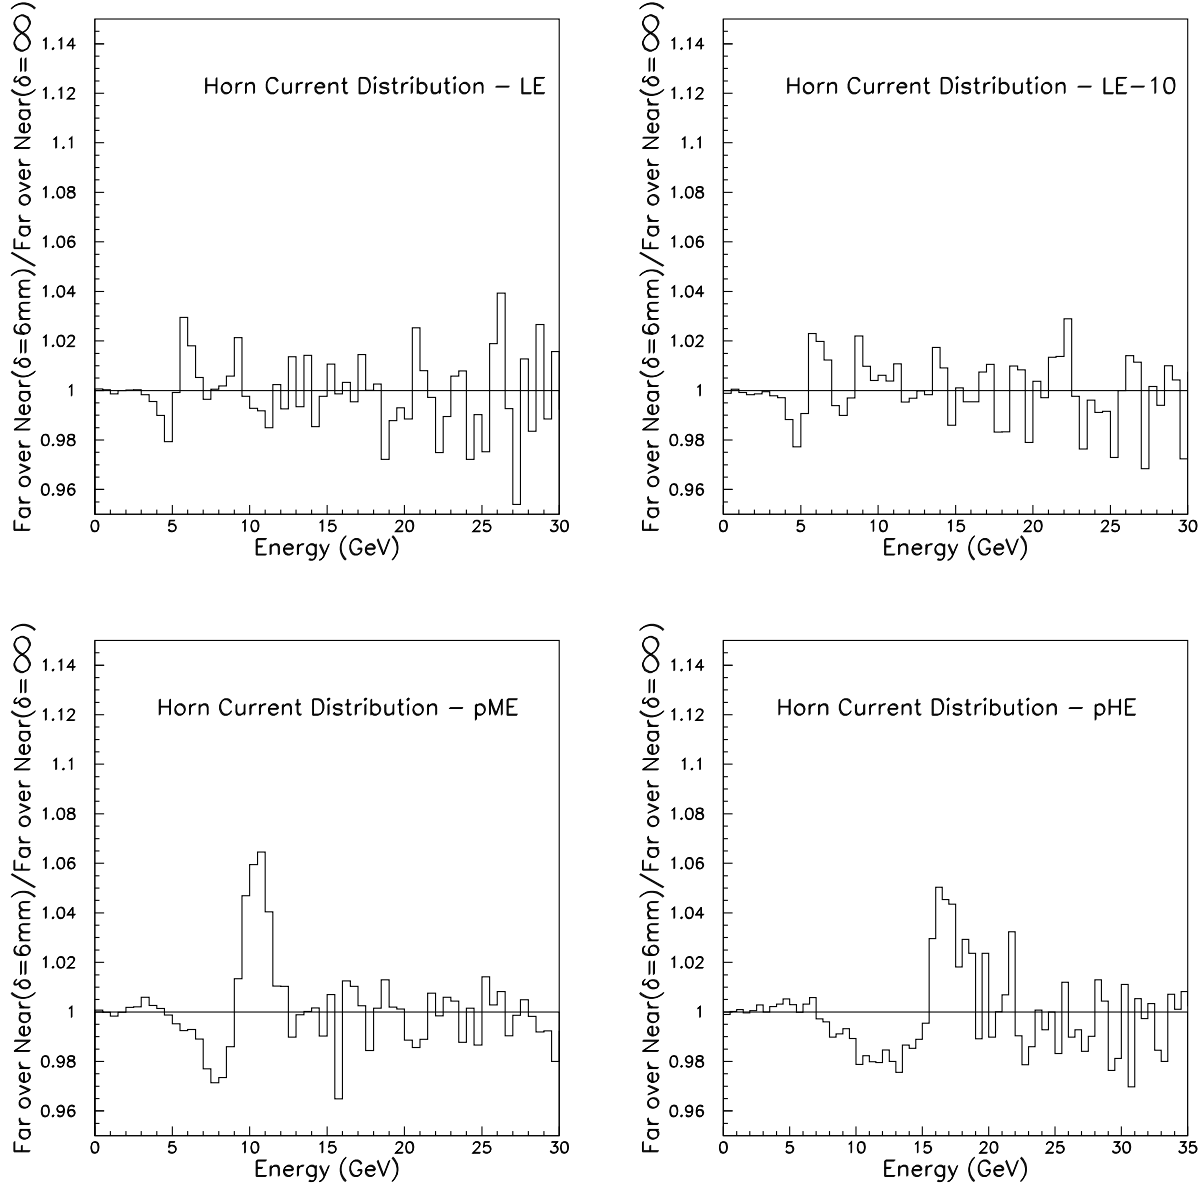 Far over Near(δ=6mm)/Far over Near(δ=∞)
1.14
1.12
1.1
1.08
1.06
1.04
1.02
1
0.98
0.96
Horn Current Distribution – LE
0 5 10 15 20 25 30
Energy (GeV)
Far over Near(δ=6mm)/Far over Near(δ=∞)
1.14
1.12
1.1
1.08
1.06
1.04
1.02
1
0.98
0.96
Horn Current Distribution – LE–10
0 5 10 15 20 25 30
Energy (GeV)
Far over Near(δ=6mm)/Far over Near(δ=∞)
1.14
1.12
1.1
1.08
1.06
1.04
1.02
1
0.98
0.96
Horn Current Distribution – pME
0 5 10 15 20 25 30
Energy (GeV)
Far over Near(δ=6mm)/Far over Near(δ=∞)
1.14
1.12
1.1
1.08
1.06
1.04
1.02
1
0.98
0.96
Horn Current Distribution – pHE
0 5 10 15 20 25 30 35
Energy (GeV)